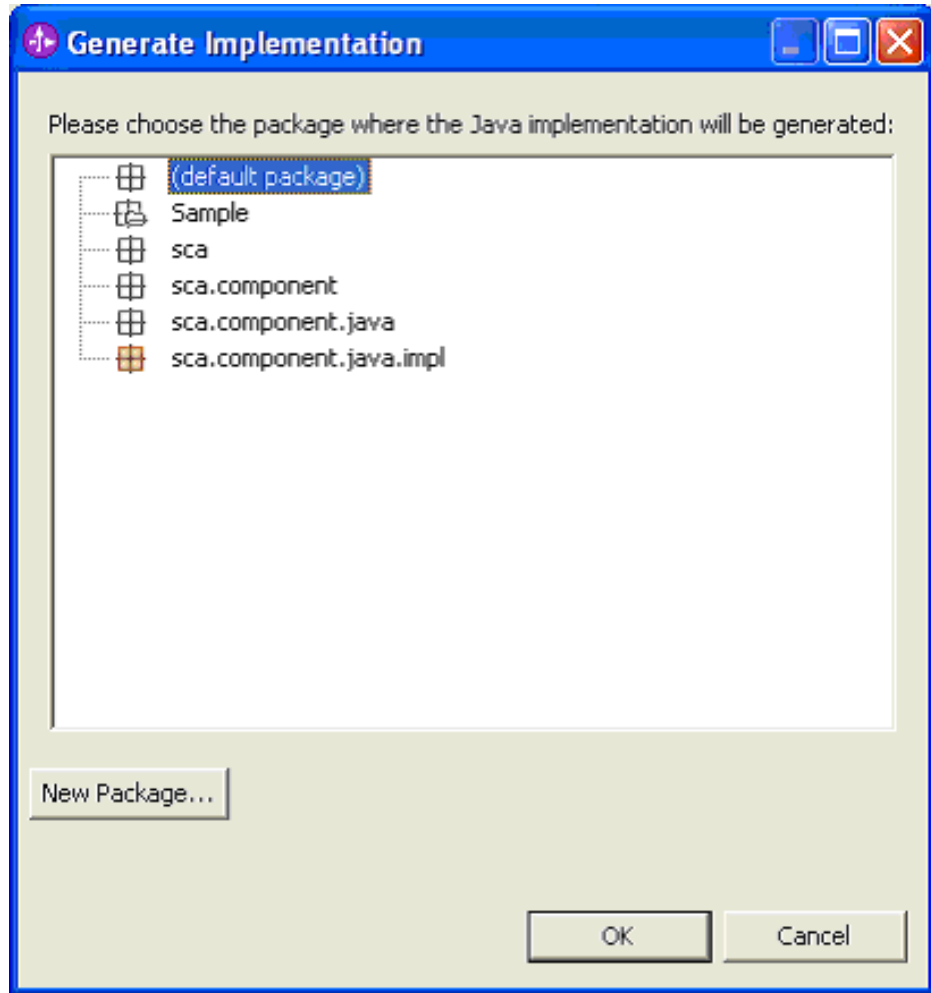 Generate Implementation
Please choose the package where the Java implementation will be generated:
(default package)
Sample
sca
sca.component
sca.component.java
sca.component.java.impl
New Package...
OK
Cancel